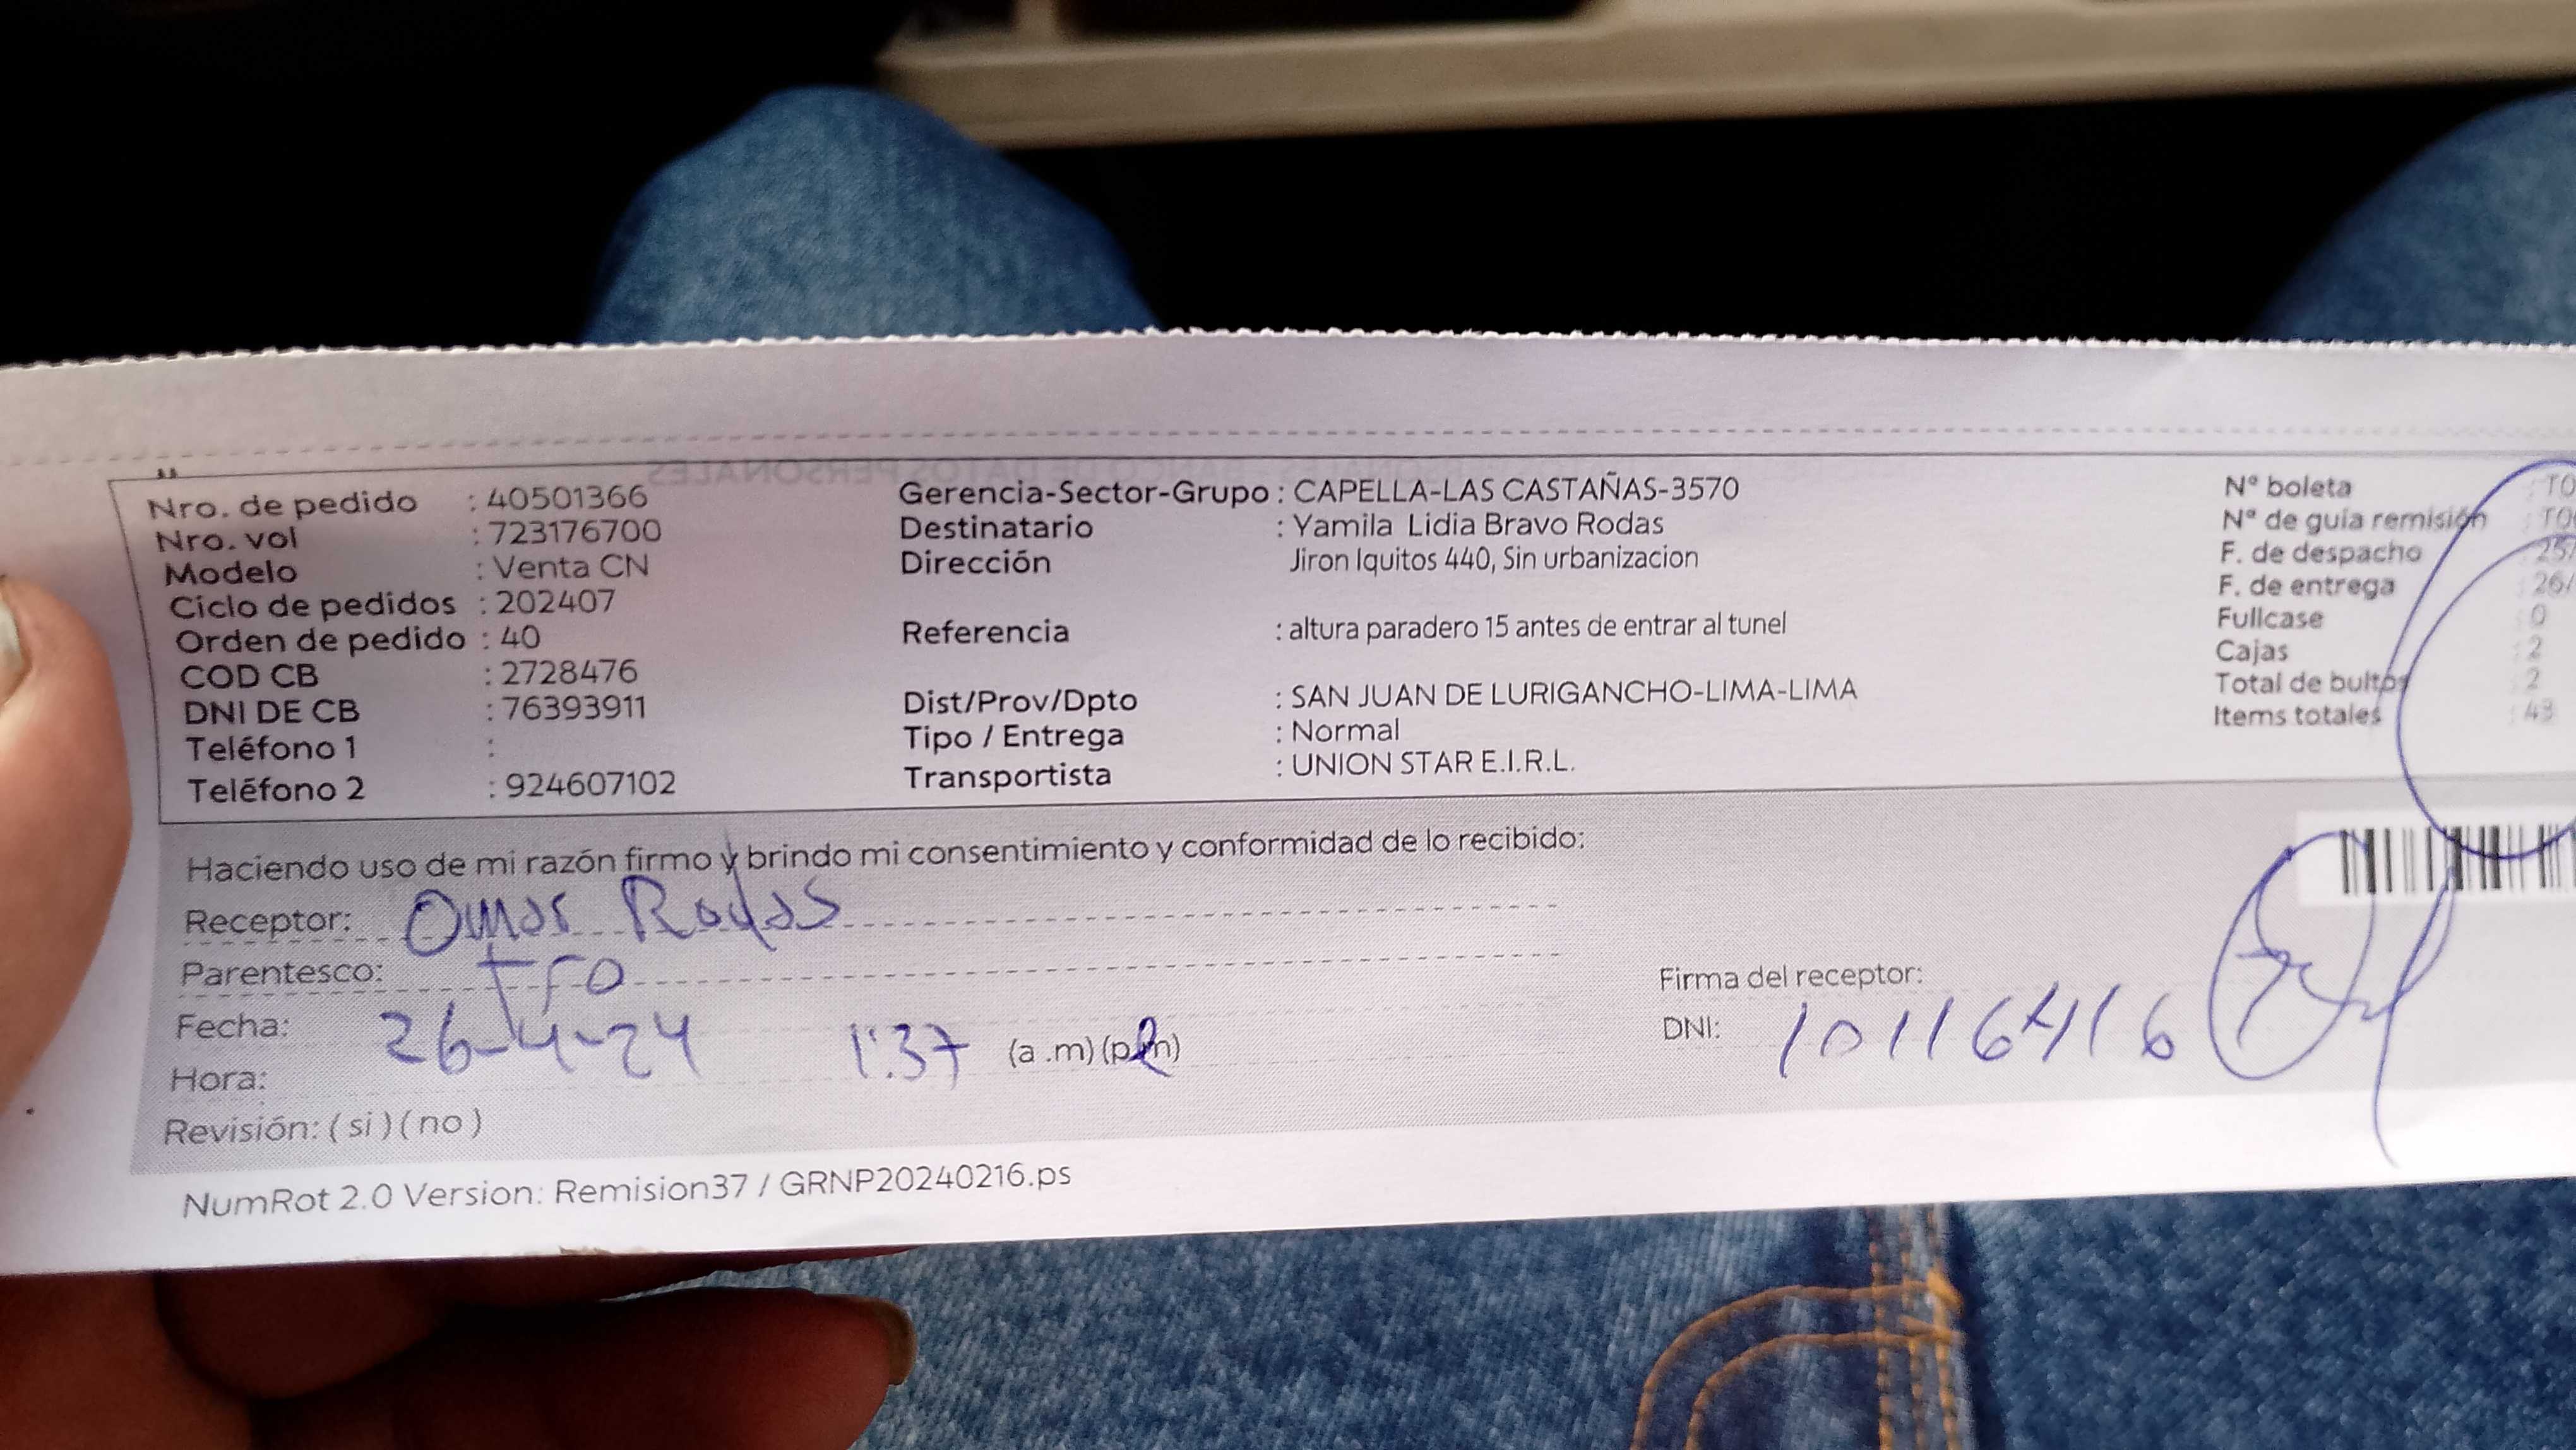 Nro. de pedido : 40501366
Nro. vol : 723176700
Modelo : Venta CN
Ciclo de pedidos : 202407
Orden de pedido : 40
COD CB : 2728476
DNI DE CB : 76393911
Teléfono 1 :
Teléfono 2 : 924607102
Gerencia-Sector-Grupo : CAPELLA-LAS CASTAÑAS-3570
Destinatario : Yamila Lidia Bravo Rodas
Dirección Jiron Iquitos 440, Sin urbanizacion
Referencia : altura paradero 15 antes de entrar al tunel
Dist/Prov/Dpto : SAN JUAN DE LURIGANCHO-LIMA-LIMA
Tipo / Entrega : Normal
Transportista : UNION STAR E.I.R.L.
Nº boleta
Nº de guía remisión
F. de despacho
F. de entrega
Fullcase : 0
Cajas : 2
Total de bultos : 2
Items totales : 43
Haciendo uso de mi razón firmo y brindo mi consentimiento y conformidad de lo recibido:
Receptor: Omar Rodas
Parentesco:
Fecha: 26-4-24
Hora: 1:37 (a .m) (p.m)
Firma del receptor:
DNI: 10116416
Revisión: ( si ) ( no )
NumRot 2.0 Version: Remision37 / GRNP20240216.ps